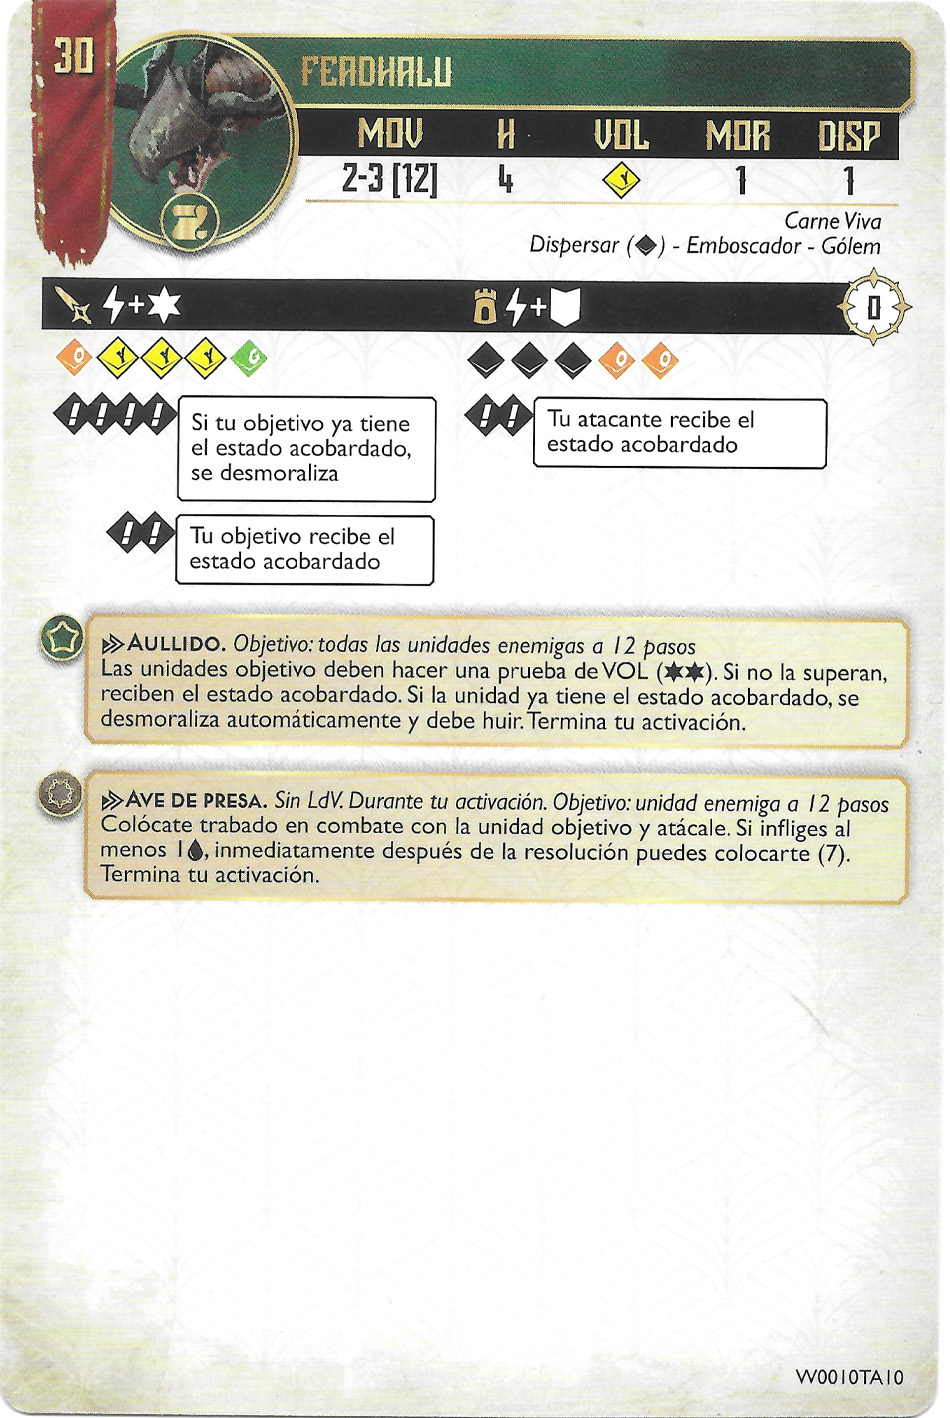 30
FEADHALU
MOV H VOL MOR DISP
2-3 [12] 4 Y 1 1
Carne Viva
Dispersar (◆) - Emboscador - Gólem
+ + 0
O Y Y Y G O O
! ! ! ! Si tu objetivo ya tiene
el estado acobardado,
se desmoraliza
! ! Tu objetivo recibe el
estado acobardado
! ! Tu atacante recibe el
estado acobardado
AULLIDO. Objetivo: todas las unidades enemigas a 12 pasos
Las unidades objetivo deben hacer una prueba de VOL (✶✶). Si no la superan,
reciben el estado acobardado. Si la unidad ya tiene el estado acobardado, se
desmoraliza automáticamente y debe huir. Termina tu activación.
AVE DE PRESA. Sin LdV. Durante tu activación. Objetivo: unidad enemiga a 12 pasos
Colócate trabado en combate con la unidad objetivo y atácale. Si infliges al
menos 1, inmediatamente después de la resolución puedes colocarte (7).
Termina tu activación.
W0010TA10